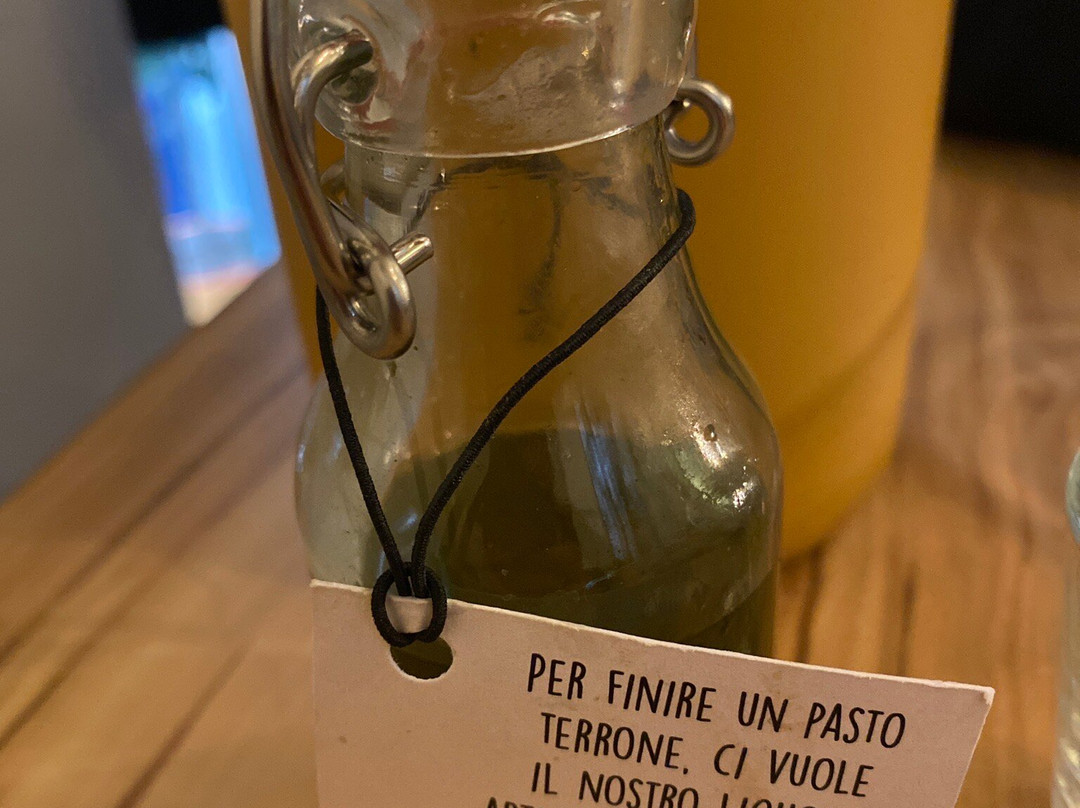 PER FINIRE UN PASTO
TERRONE, CI VUOLE
IL NOSTRO